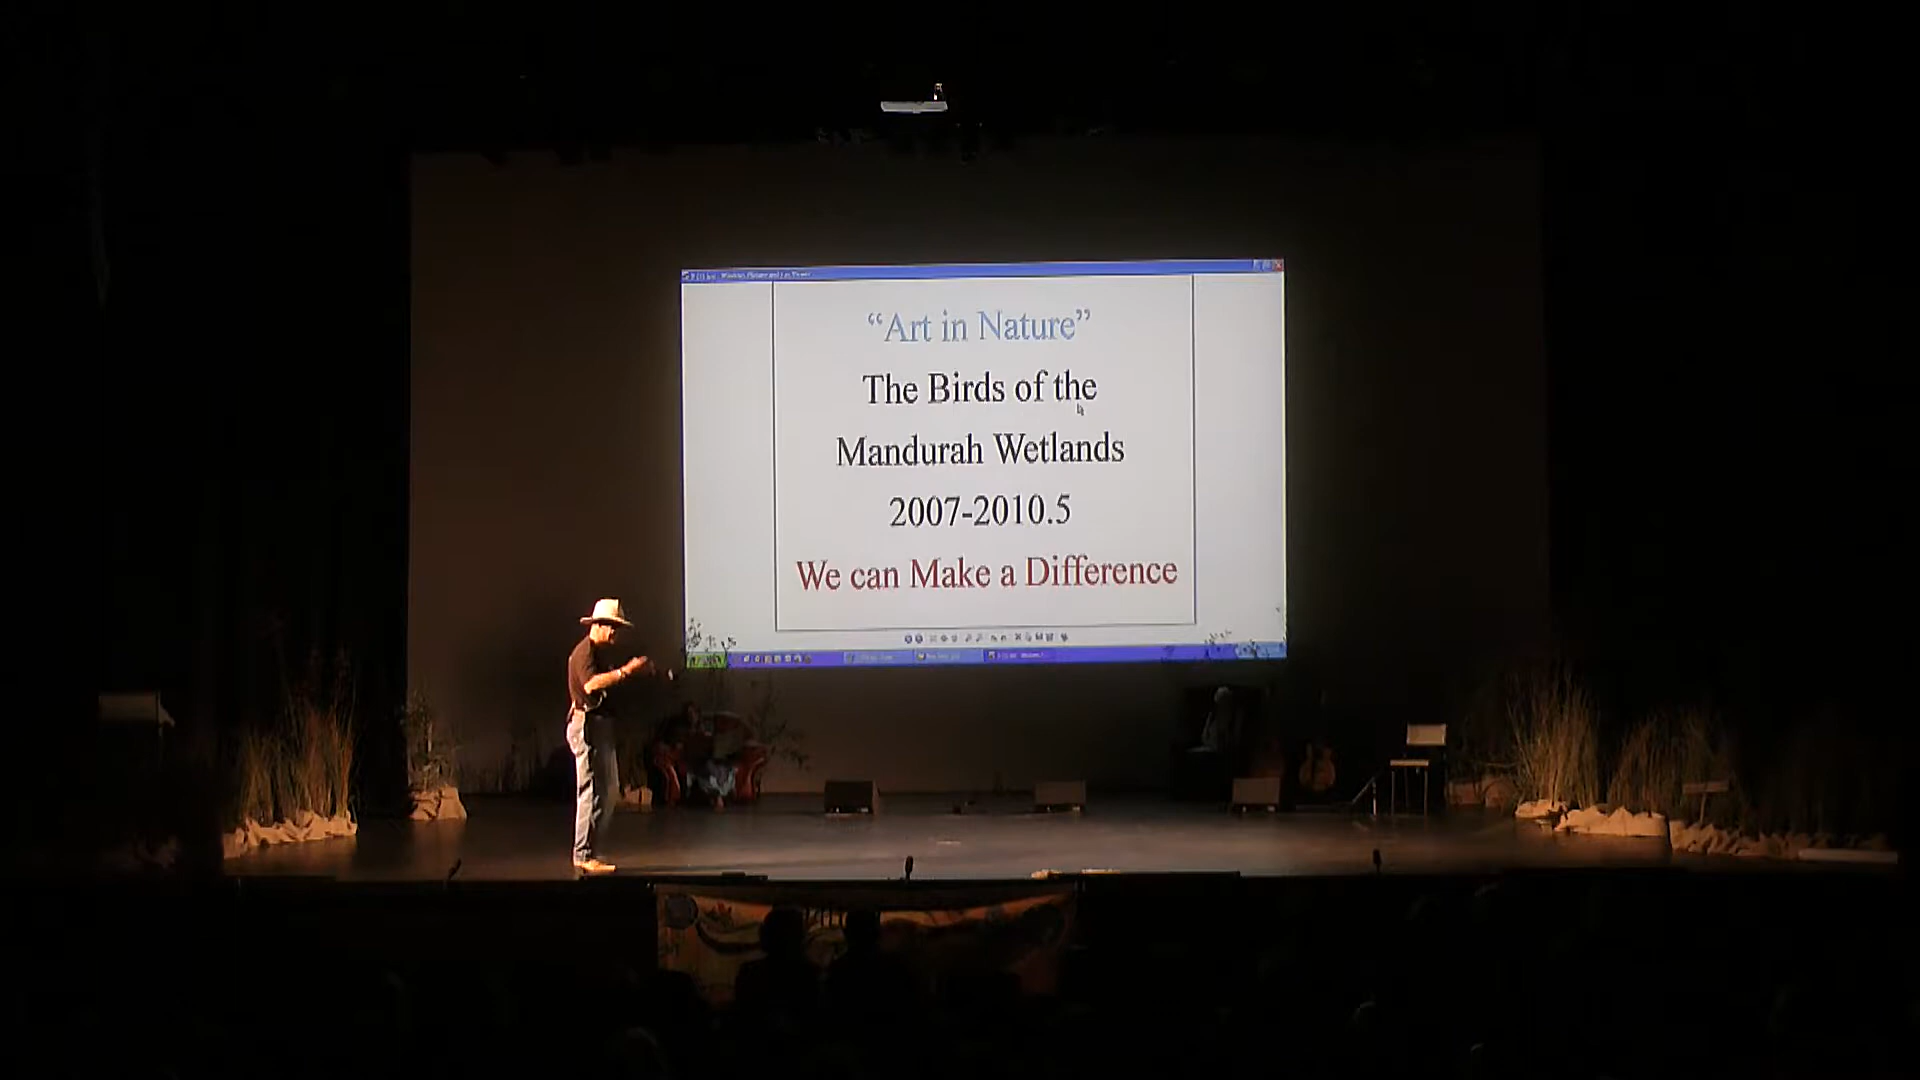 “Art in Nature”
The Birds of the
Mandurah Wetlands
2007-2010.5
We can Make a Difference